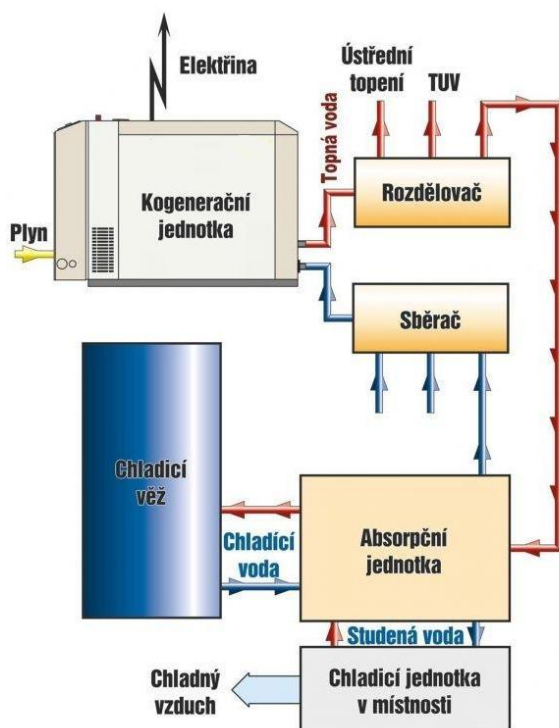 Elektřina
Ústřední
topení
TUV
Topná voda
Kogenerační
jednotka
Rozdělovač
Plyn
Sběrač
Chladicí
věž
Chladící
voda
Absorpční
jednotka
Studená voda
Chladný
vzduch
Chladicí jednotka
v místnosti